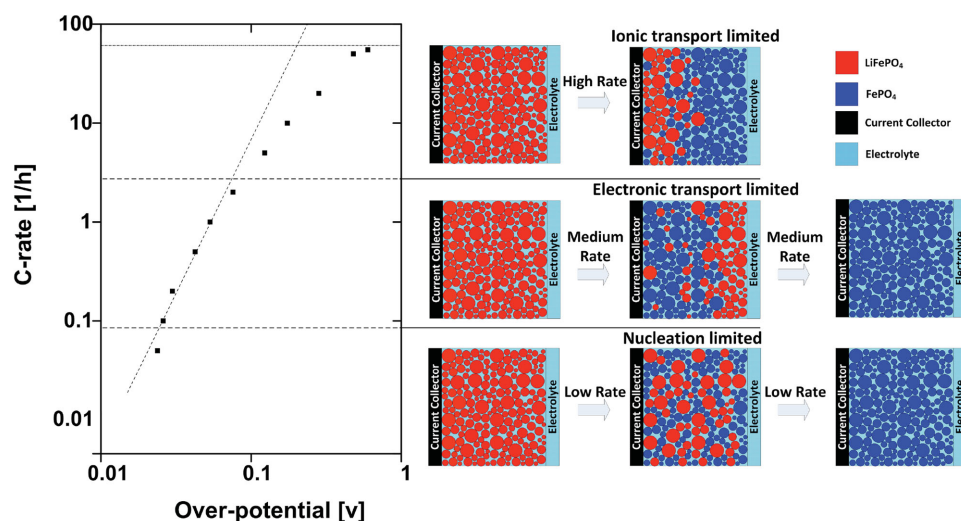 100
10
1
0.1
0.01
C-rate [1/h]
0.01
0.1
1
Over-potential [v]
Ionic transport limited
Current Collector
Electrolyte
High Rate
Current Collector
Electrolyte
Electronic transport limited
Current Collector
Electrolyte
Medium
Rate
Current Collector
Electrolyte
Medium
Rate
Current Collector
Electrolyte
Nucleation limited
Current Collector
Electrolyte
Low Rate
Current Collector
Electrolyte
Low Rate
Current Collector
Electrolyte
LiFePO₄
FePO₄
Current Collector
Electrolyte